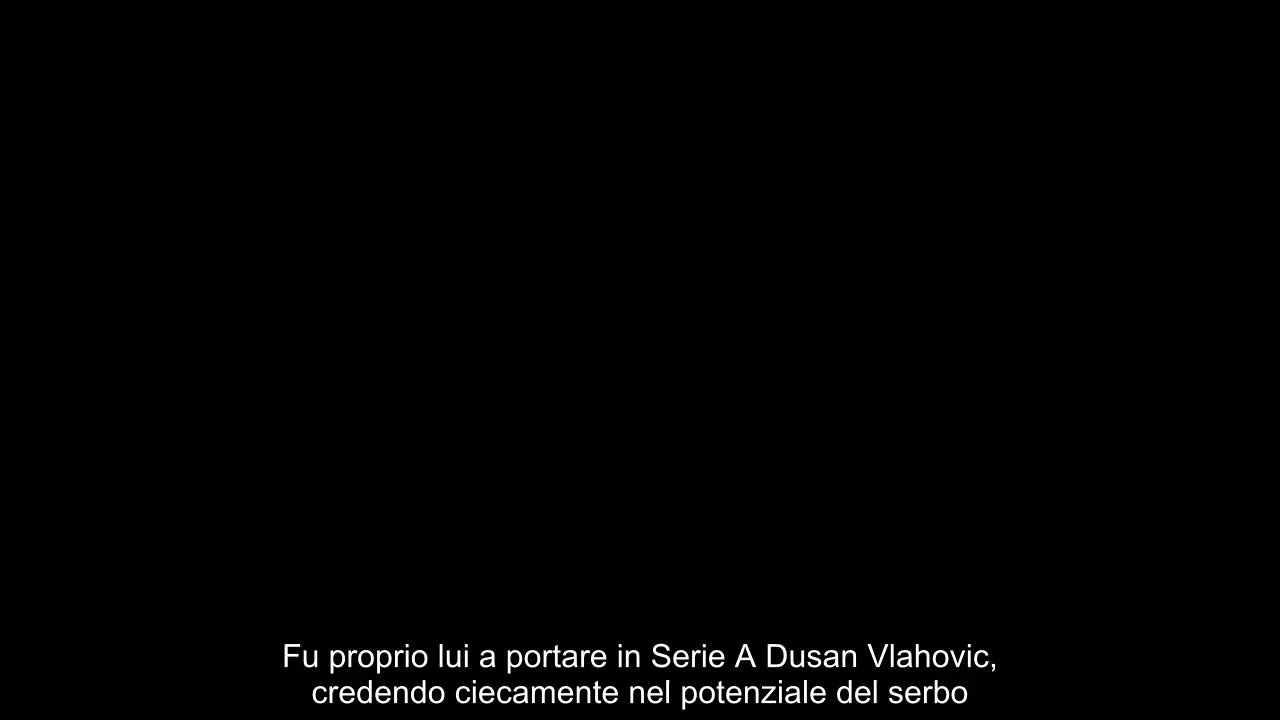 Fu proprio lui a portare in Serie A Dusan Vlahovic,
credendo ciecamente nel potenziale del serbo